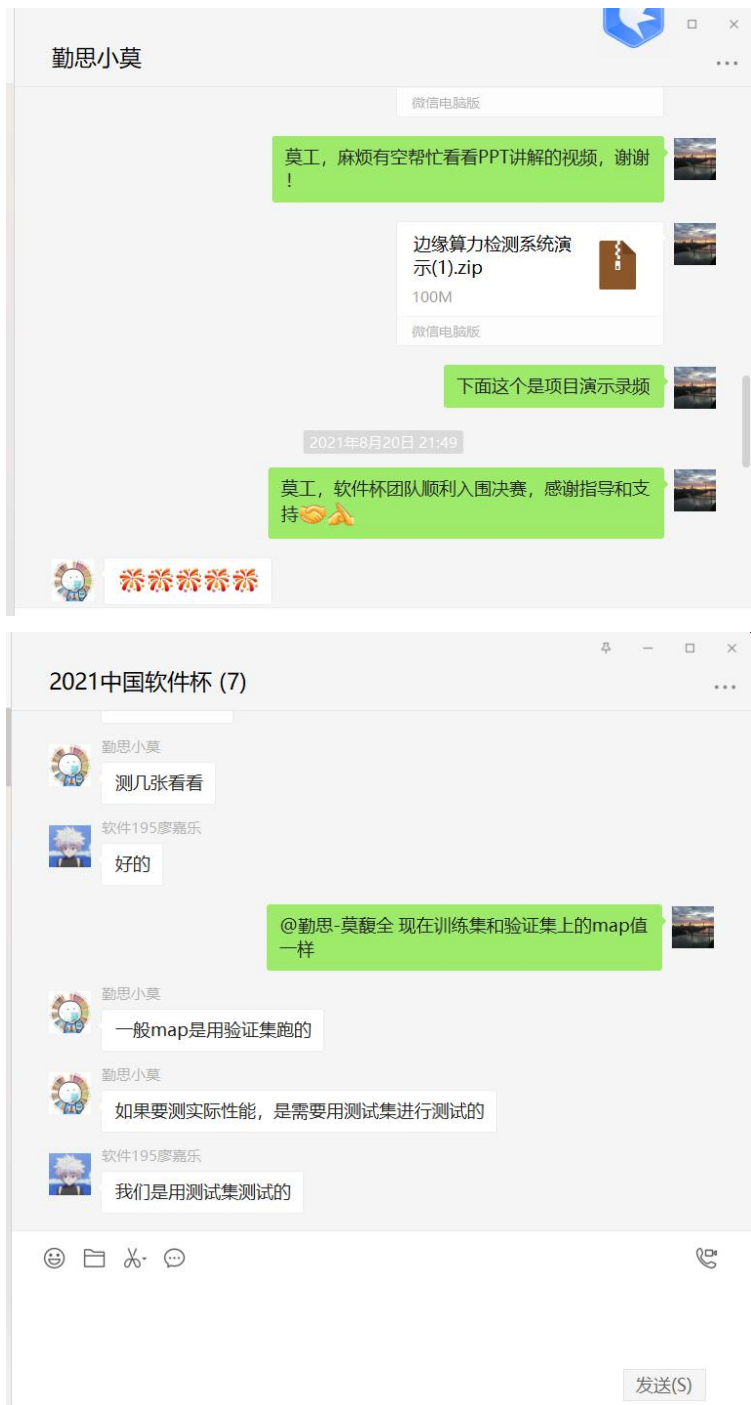 勤思小莫
微信电脑版
莫工，麻烦有空帮忙看看PPT讲解的视频，谢谢
！
边缘算力检测系统演
示(1).zip
100M
微信电脑版
下面这个是项目演示录频
2021年8月20日 21:49
莫工，软件杯团队顺利入围决赛，感谢指导和支
持
2021中国软件杯 (7)
勤思小莫
测几张看看
软件195廖嘉乐
好的
@勤思-莫馥全 现在训练集和验证集上的map值
一样
勤思小莫
一般map是用验证集跑的
勤思小莫
如果要测实际性能，是需要用测试集进行测试的
软件195廖嘉乐
我们是用测试集测试的
发送(S)